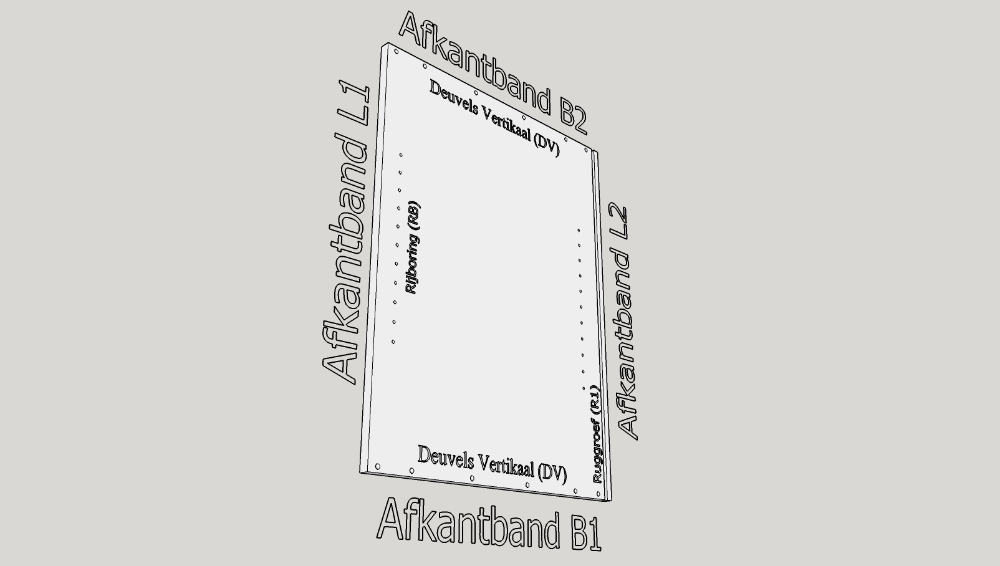 Afkantband B2
Deuvels Vertikaal (DV)
Afkantband L1
Rijboring (RB)
Afkantband L2
Ruggroef (R1)
Deuvels Vertikaal (DV)
Afkantband B1